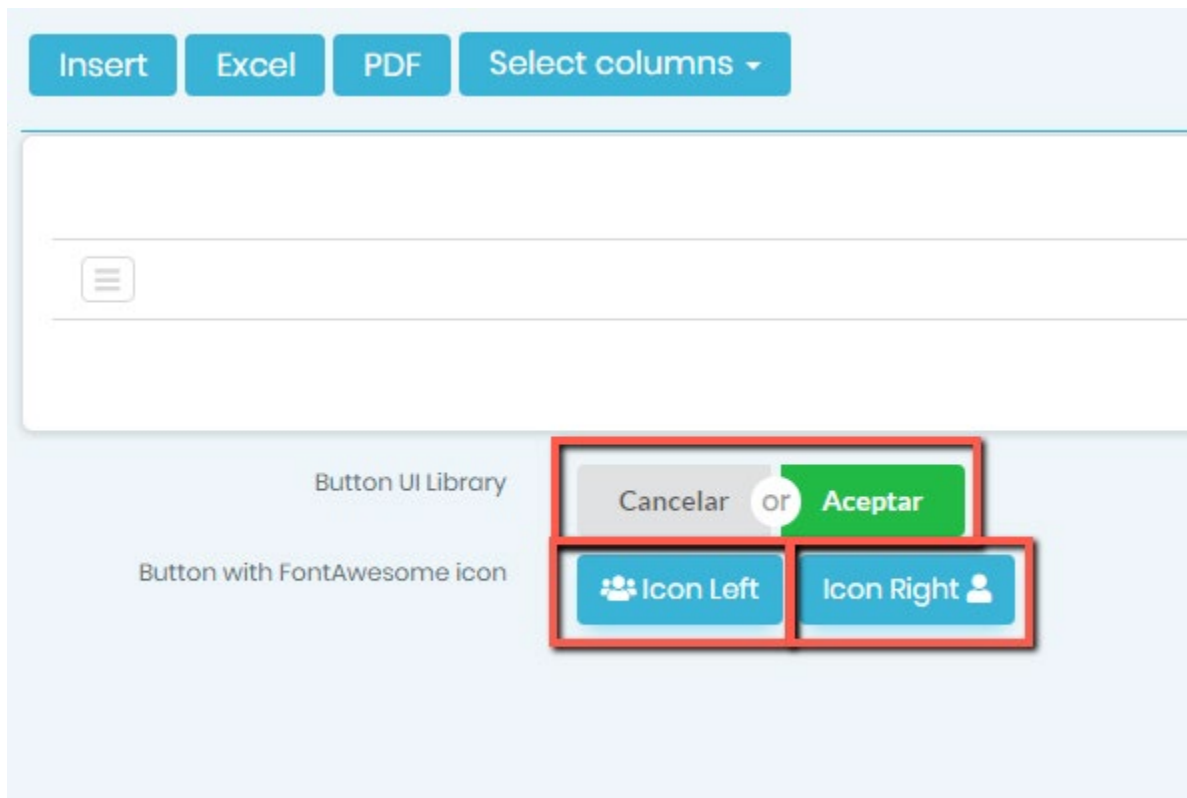 Insert Excel PDF Select columns
Button UI Library Cancelar or Aceptar
Button with FontAwesome icon Icon Left Icon Right